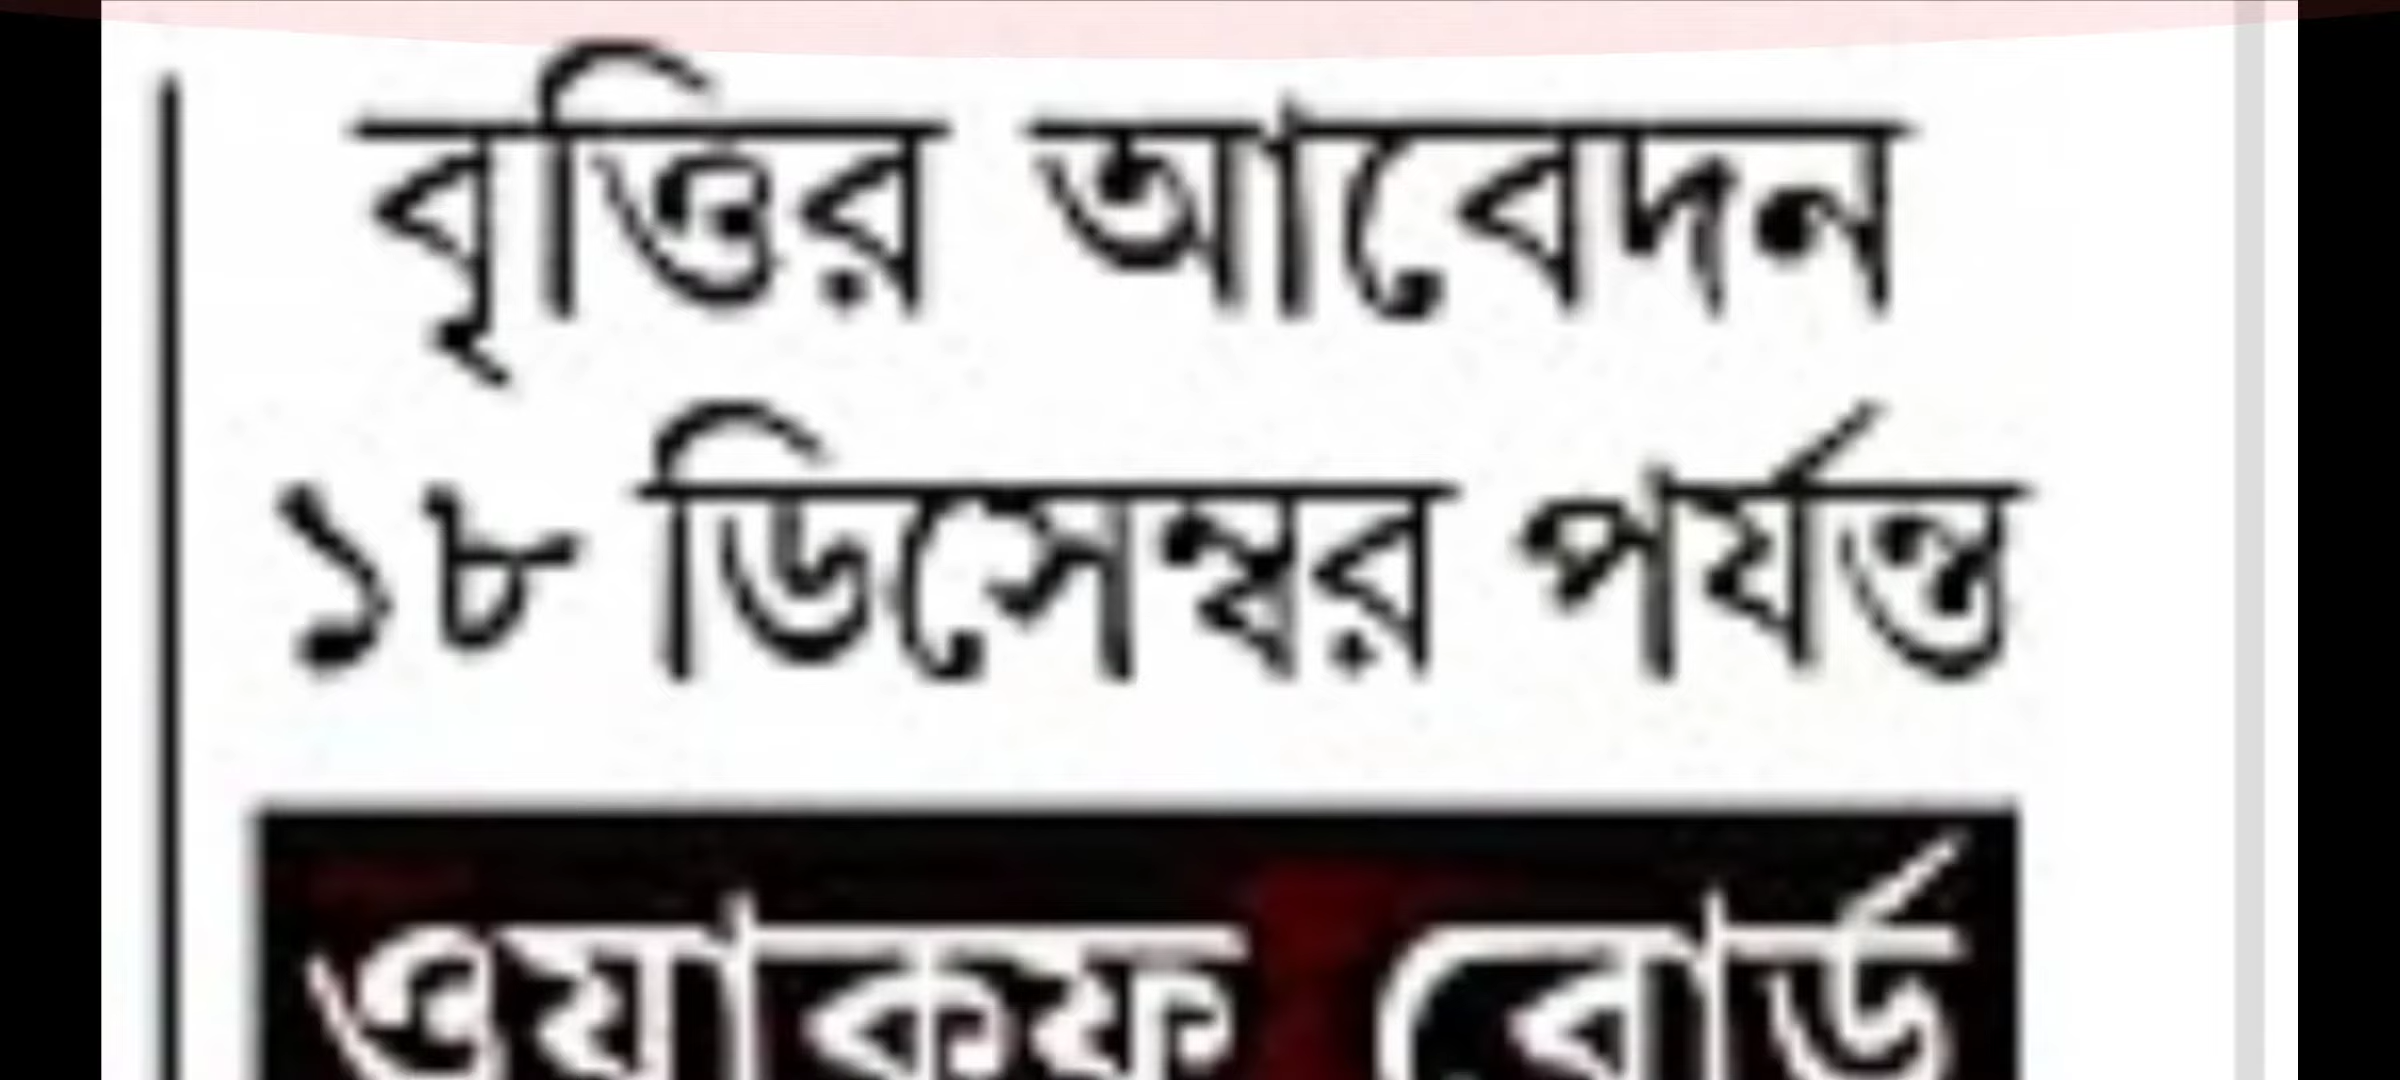 বৃত্তির আবেদন
১৮ ডিসেম্বর পর্যন্ত
ওয়াকফ বোর্ড